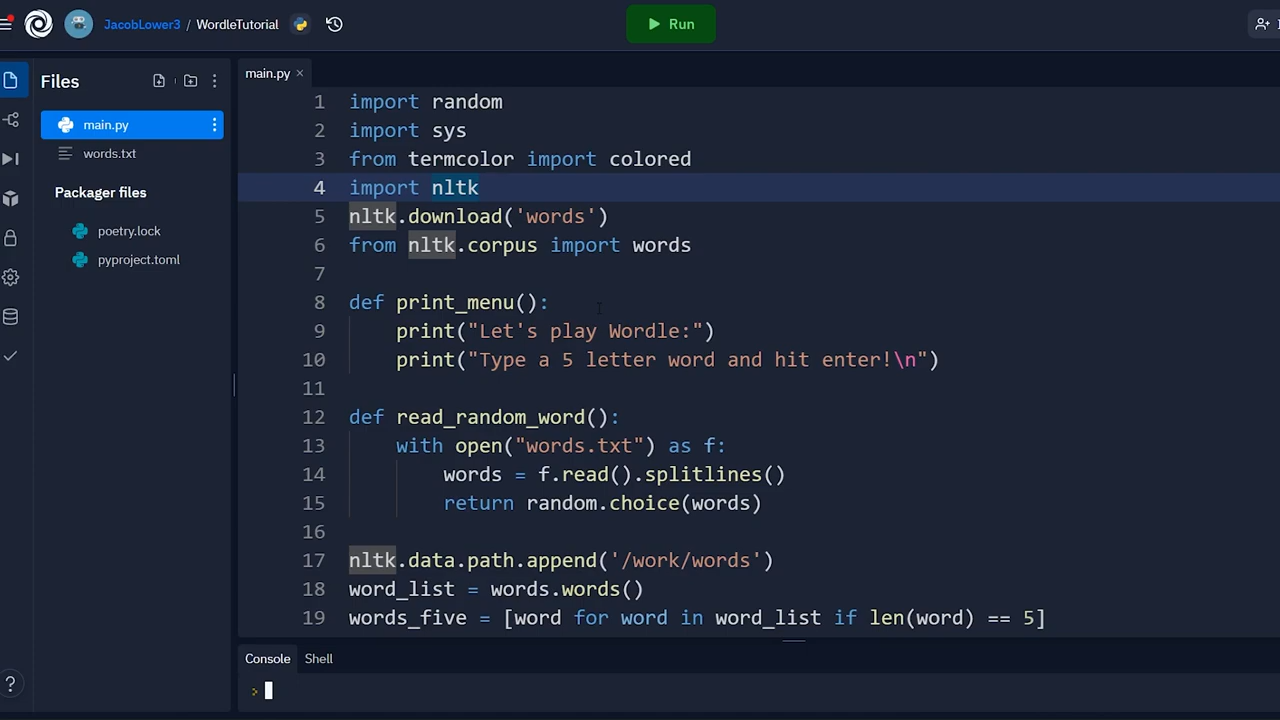 JacobLower3 / WordleTutorial
Run
Files
main.py
words.txt
Packager files
poetry.lock
pyproject.toml
main.py ×
1 import random
2 import sys
3 from termcolor import colored
4 import nltk
5 nltk.download('words')
6 from nltk.corpus import words
7
8 def print_menu():
9     print("Let's play Wordle:")
10     print("Type a 5 letter word and hit enter!\n")
11
12 def read_random_word():
13     with open("words.txt") as f:
14         words = f.read().splitlines()
15         return random.choice(words)
16
17 nltk.data.path.append('/work/words')
18 word_list = words.words()
19 words_five = [word for word in word_list if len(word) == 5]
Console Shell
>
?